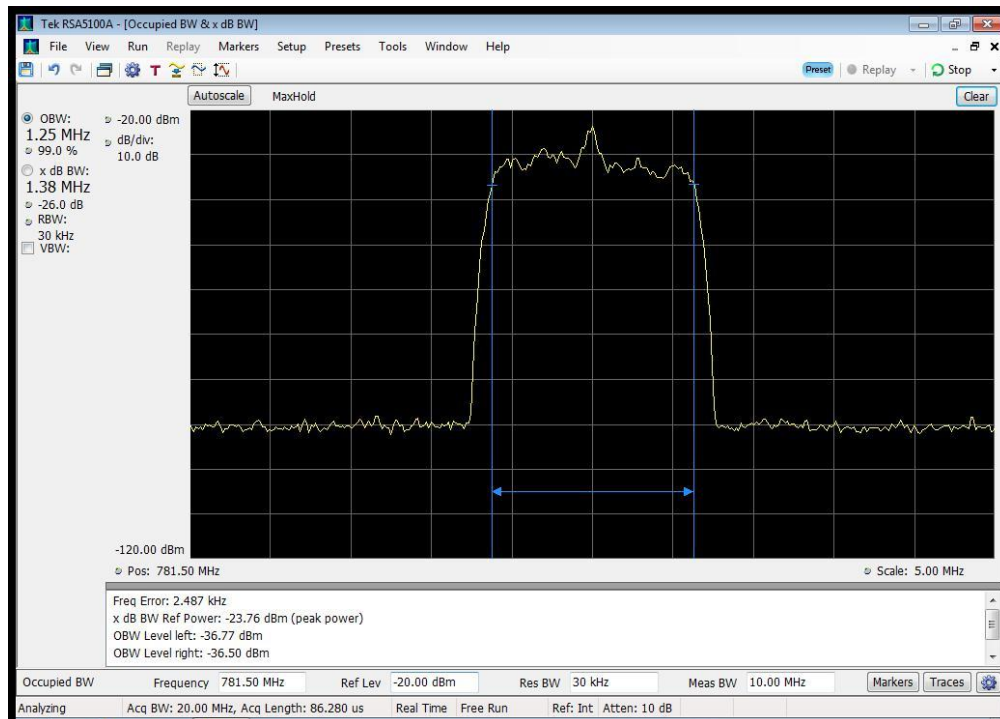 Tek RSA5100A - [Occupied BW & x dB BW]
File View Run Replay Markers Setup Presets Tools Window Help
T Preset Replay Stop
Autoscale MaxHold Clear
OBW:
1.25 MHz
99.0 %
x dB BW:
1.38 MHz
-26.0 dB
RBW:
30 kHz
VBW:
-20.00 dBm
dB/div:
10.0 dB
-120.00 dBm
Pos: 781.50 MHz Scale: 5.00 MHz
Freq Error: 2.487 kHz
x dB BW Ref Power: -23.76 dBm (peak power)
OBW Level left: -36.77 dBm
OBW Level right: -36.50 dBm
Occupied BW Frequency 781.50 MHz Ref Lev -20.00 dBm Res BW 30 kHz Meas BW 10.00 MHz Markers Traces
Analyzing Acq BW: 20.00 MHz, Acq Length: 86.280 us Real Time Free Run Ref: Int Atten: 10 dB